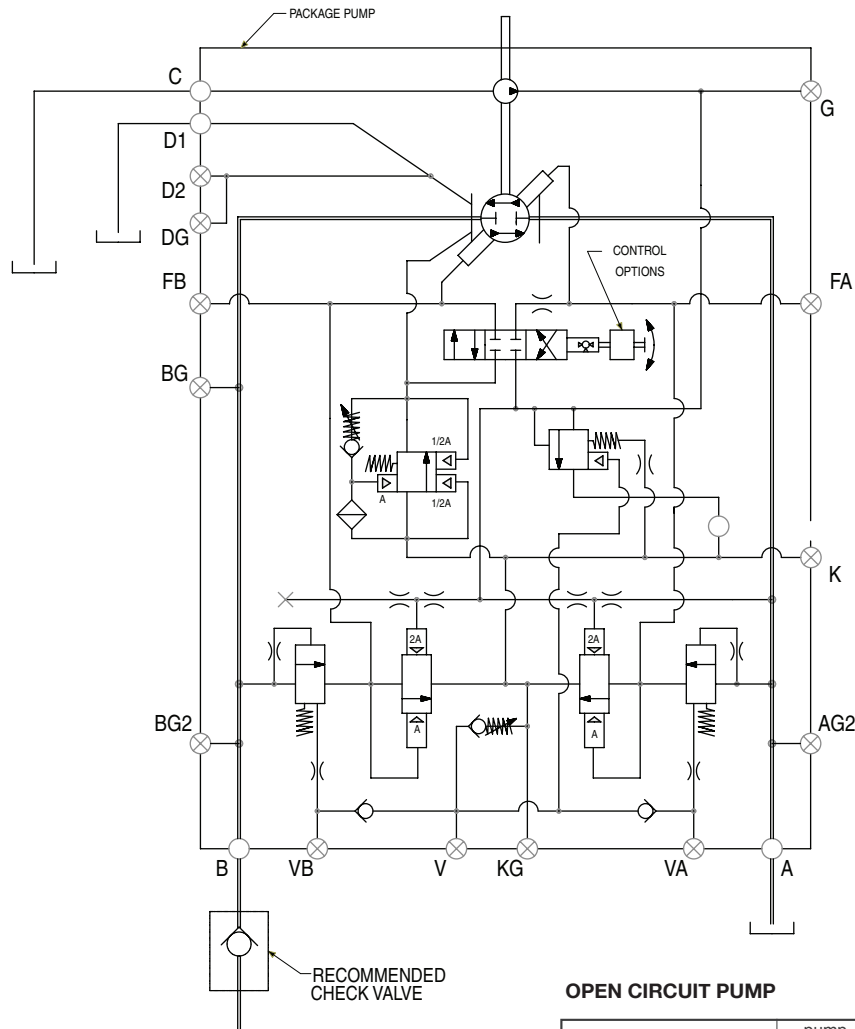 PACKAGE PUMP
C
G
D1
D2
DG
CONTROL
OPTIONS
FB
FA
BG
1/2A
A
1/2A
K
2A
2A
BG2
AG2
A
A
B
VB
V
KG
VA
A
RECOMMENDED
CHECK VALVE
OPEN CIRCUIT PUMP
pump